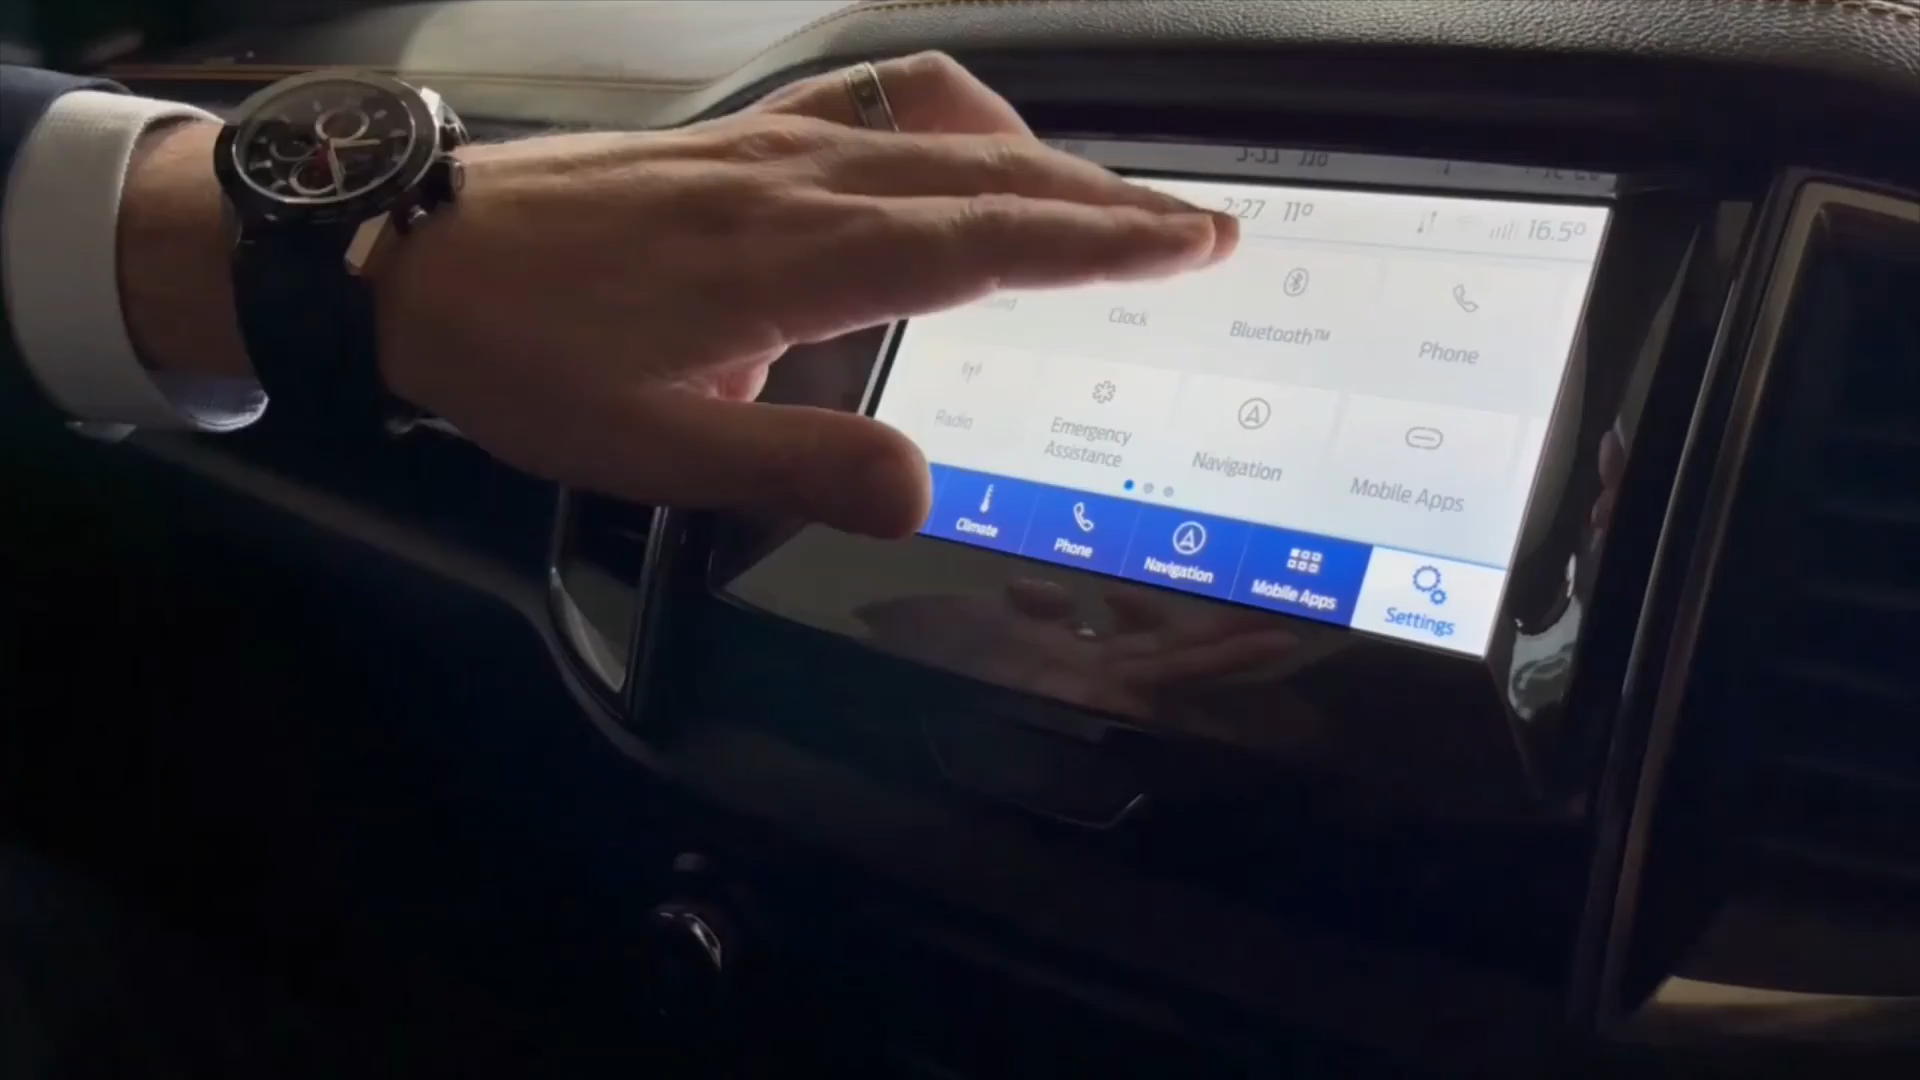 2:27 11° 16.5°
Clock
Bluetooth™
Phone
Radio
Emergency
Assistance
Navigation
Mobile Apps
Climate
Phone
Navigation
Mobile Apps
Settings